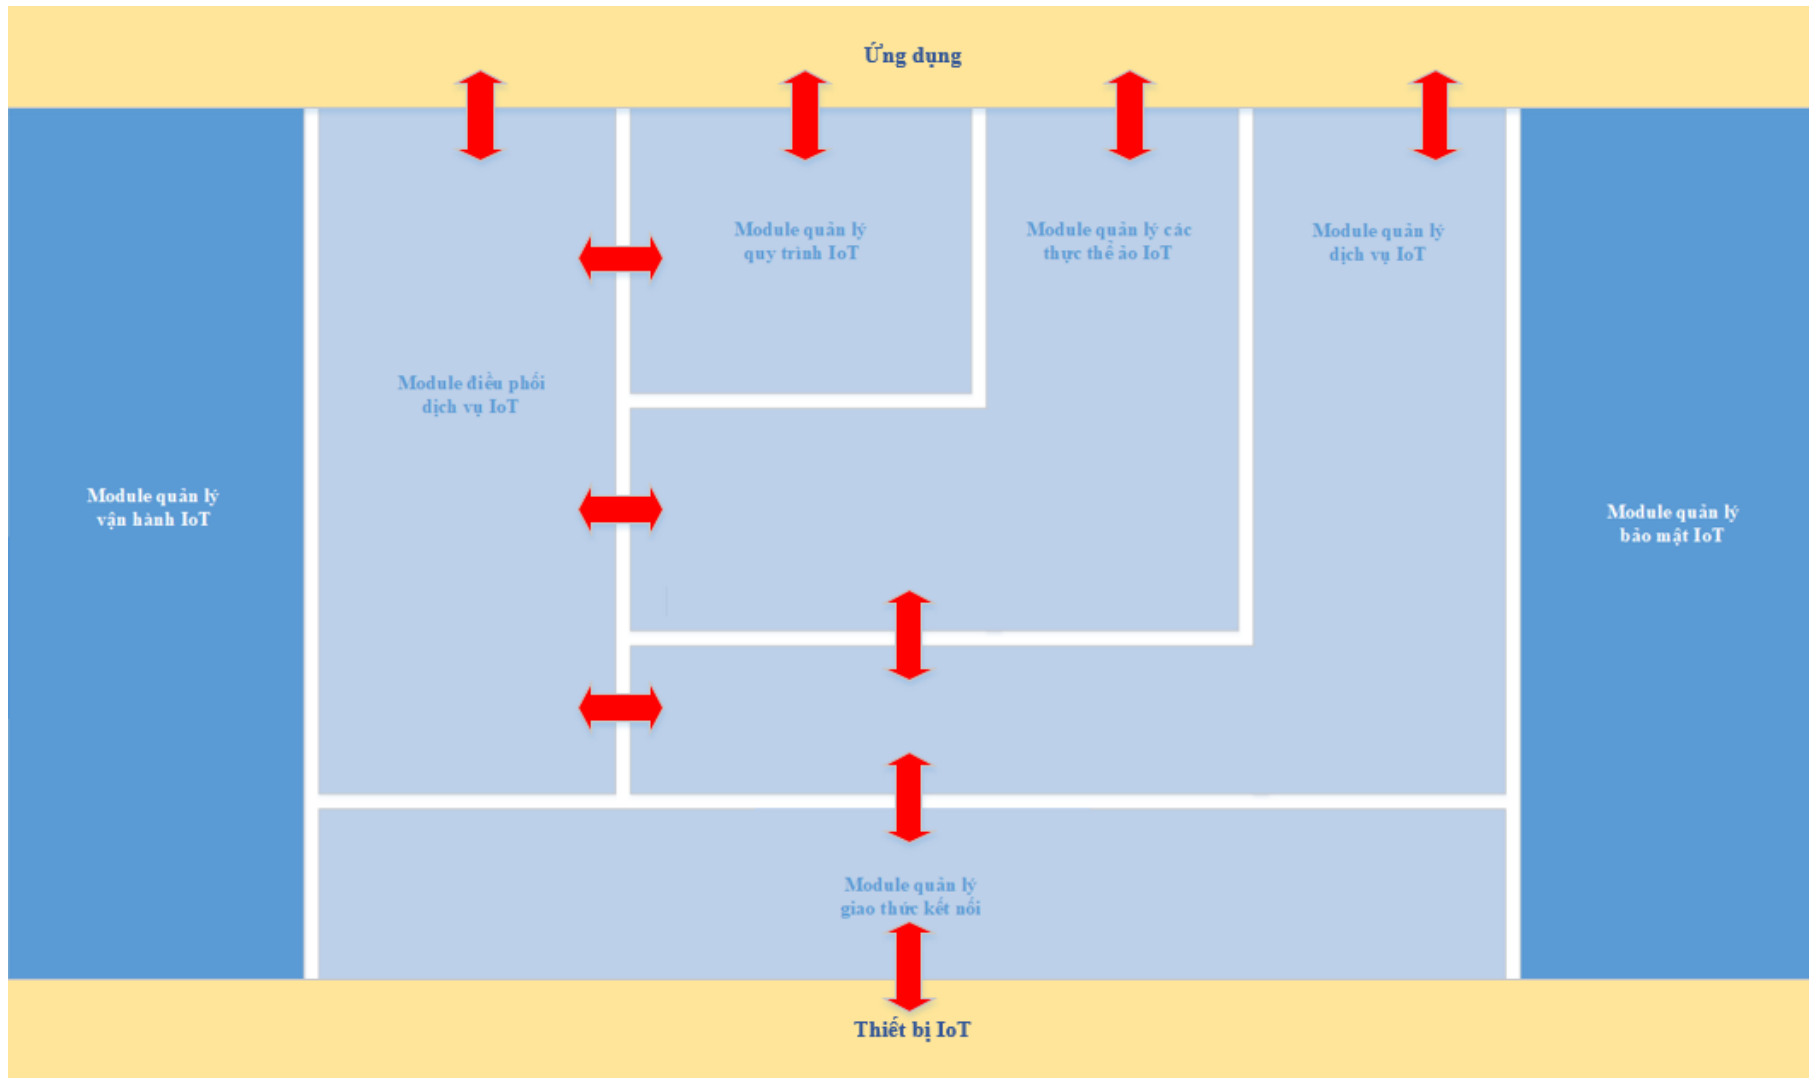 Ứng dụng
Module quản lý
quy trình IoT
Module quản lý các
thực thể ảo IoT
Module quản lý
dịch vụ IoT
Module điều phối
dịch vụ IoT
Module quản lý
vận hành IoT
Module quản lý
bảo mật IoT
Module quản lý
giao thức kết nối
Thiết bị IoT